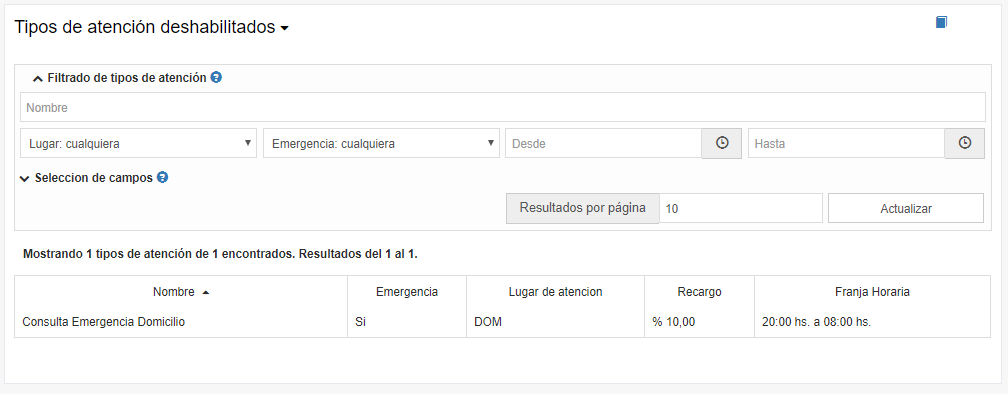 Tipos de atención deshabilitados
Filtrado de tipos de atención
Nombre
Lugar: cualquiera Emergencia: cualquiera Desde Hasta
Seleccion de campos
Resultados por página 10 Actualizar
Mostrando 1 tipos de atención de 1 encontrados. Resultados del 1 al 1.
Nombre Emergencia Lugar de atencion Recargo Franja Horaria
Consulta Emergencia Domicilio Si DOM % 10,00 20:00 hs. a 08:00 hs.